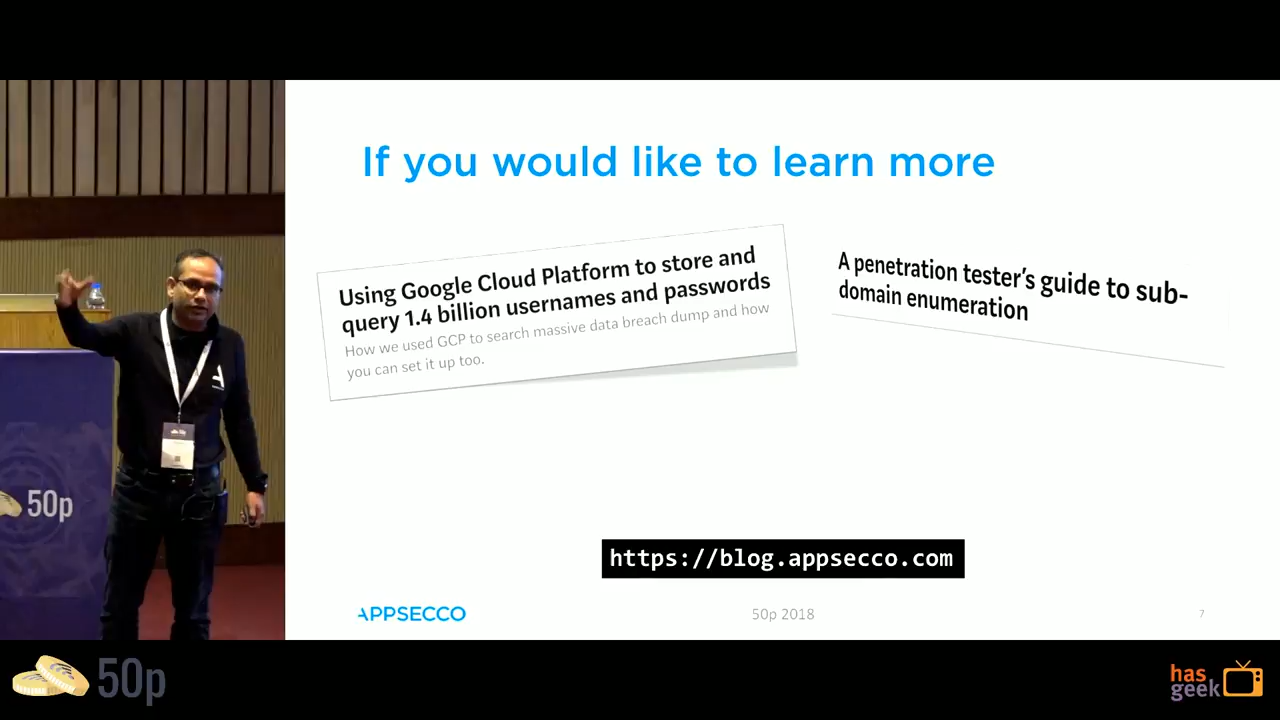 If you would like to learn more
Using Google Cloud Platform to store and
query 1.4 billion usernames and passwords
How we used GCP to search massive data breach dump and how
you can set it up too.
A penetration tester's guide to sub-
domain enumeration
https://blog.appsecco.com
APPSECCO
50p 2018
7
50p
50p
has
geek